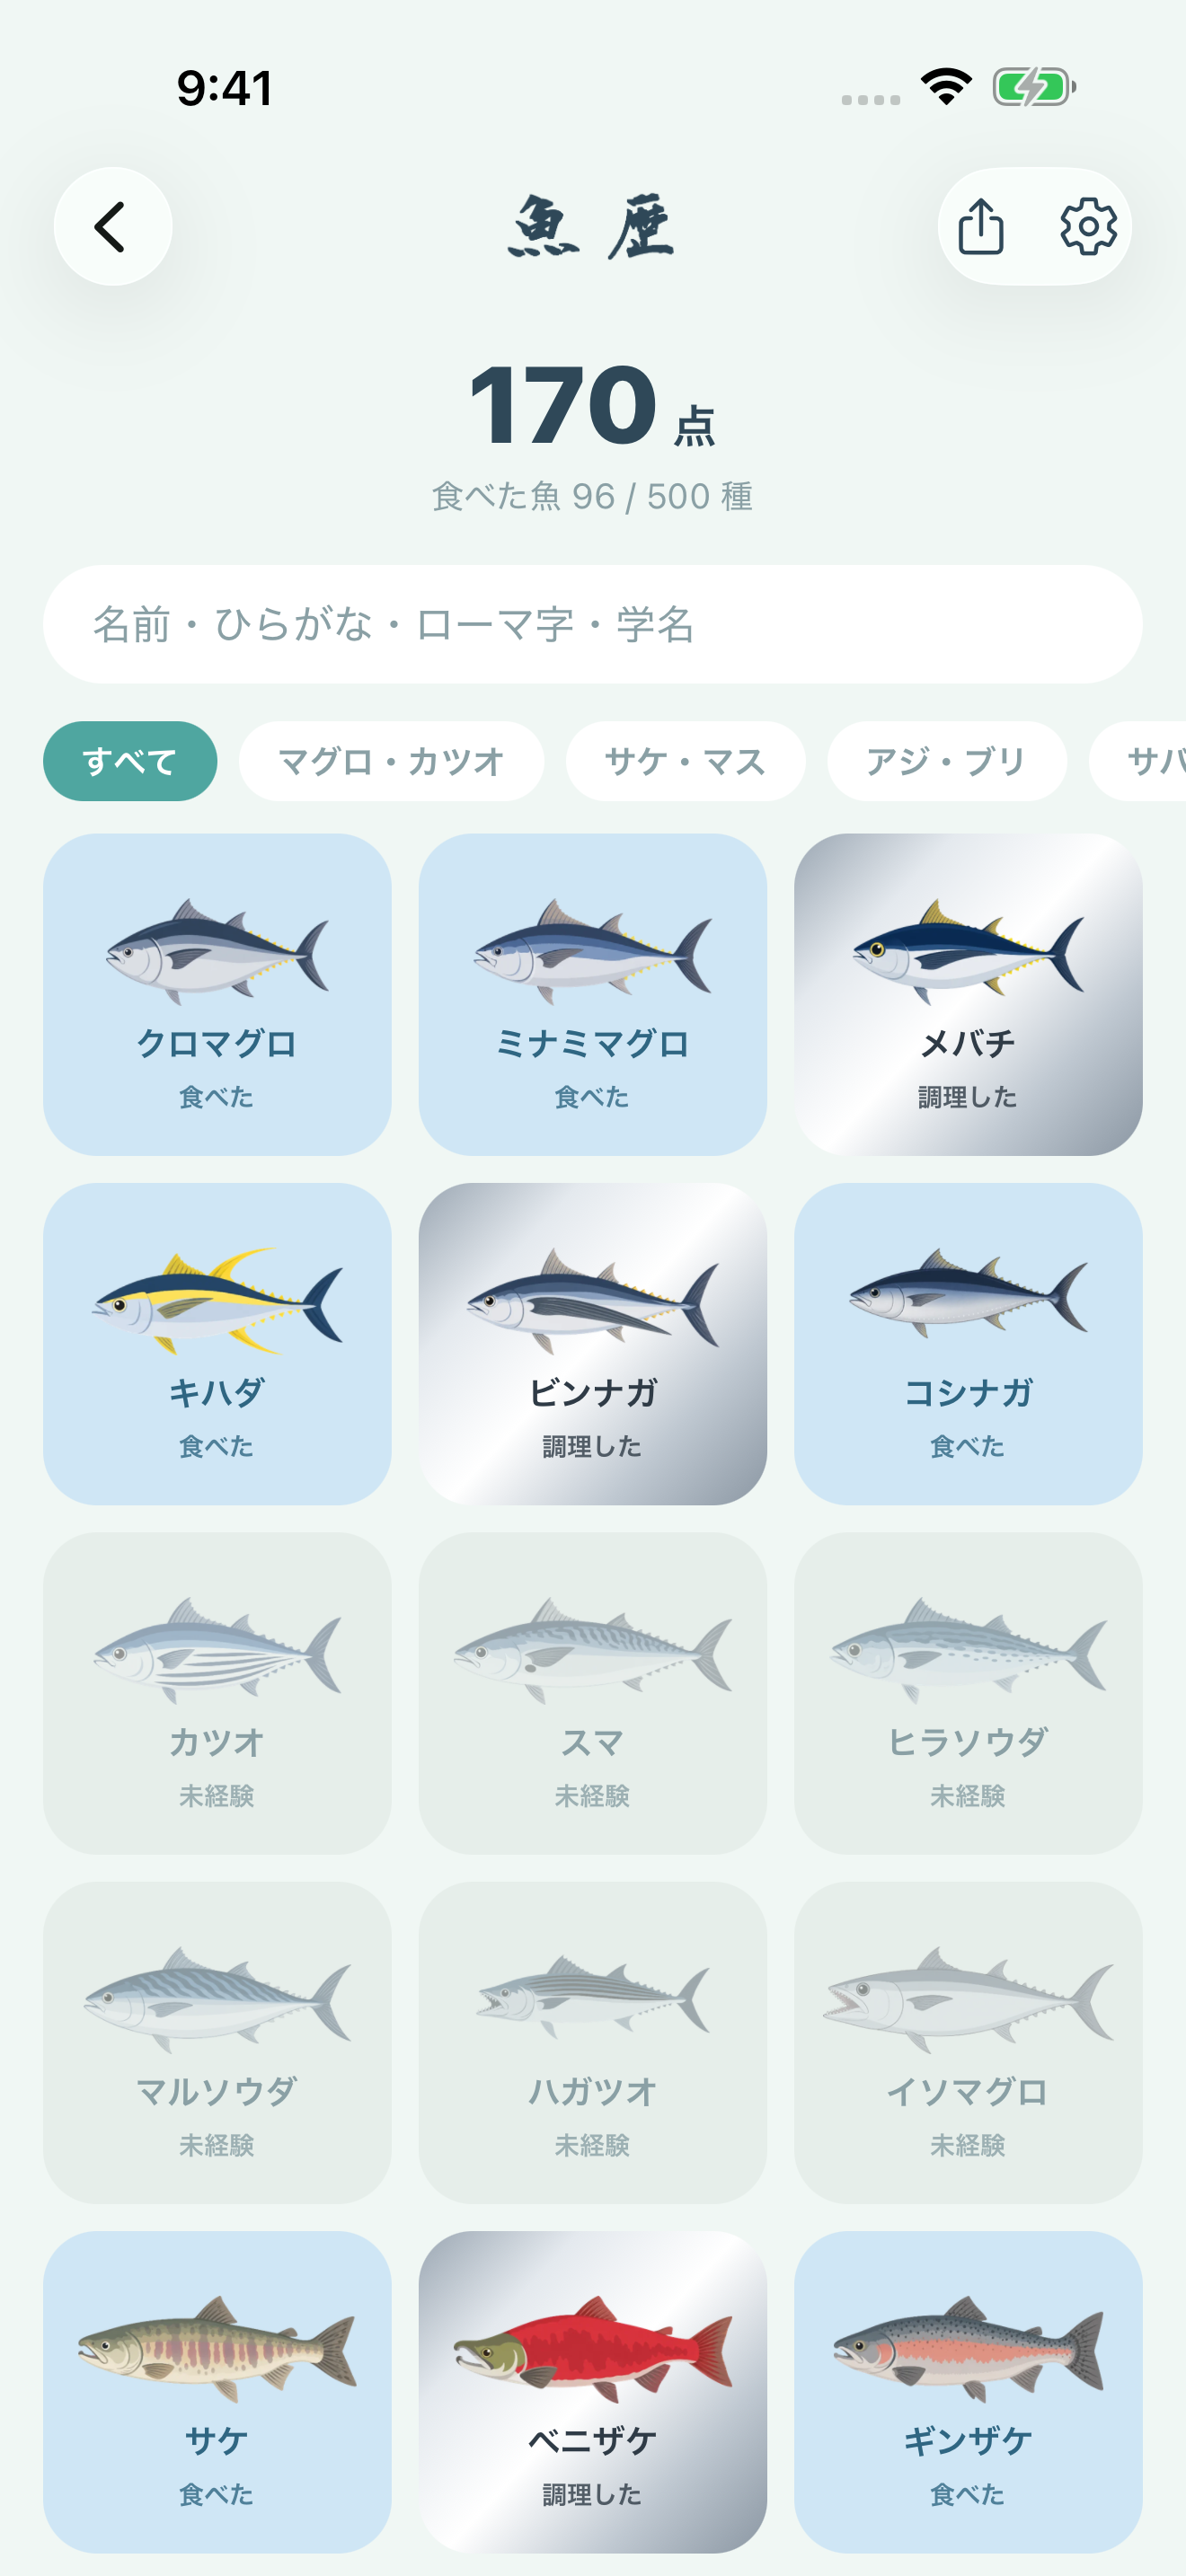 9:41
魚歴
170 点
食べた魚 96 / 500 種
名前・ひらがな・ローマ字・学名
すべて マグロ・カツオ サケ・マス アジ・ブリ サバ
クロマグロ ミナミマグロ メバチ
食べた 食べた 調理した
キハダ ビンナガ コシナガ
食べた 調理した 食べた
カツオ スマ ヒラソウダ
未経験 未経験 未経験
マルソウダ ハガツオ イソマグロ
未経験 未経験 未経験
サケ ベニザケ ギンザケ
食べた 調理した 食べた